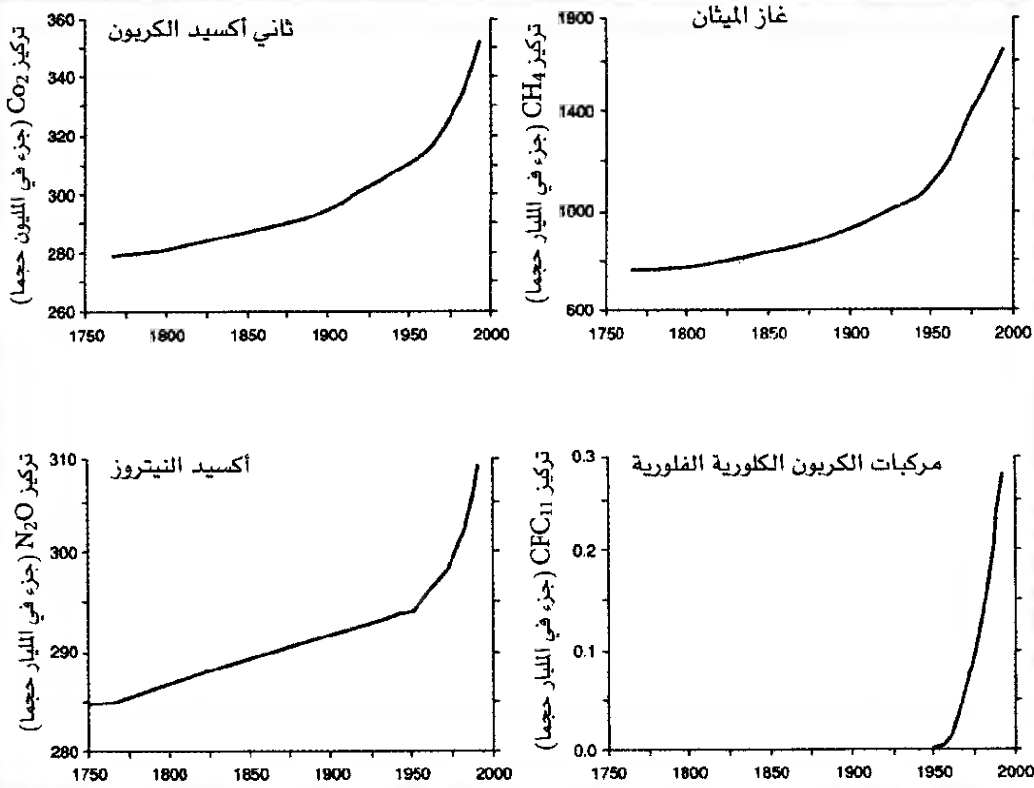 ثاني أكسيد الكربون
تركيز Co₂ (جزء في المليون حجما)
360
340
320
300
280
260
1750 1800 1850 1900 1950 2000
غاز الميثان
تركيز CH₄ (جزء في المليار حجما)
1800
1400
1000
600
1750 1800 1850 1900 1950 2000
أكسيد النيتروز
تركيز N₂O (جزء في المليار حجما)
310
300
290
280
1750 1800 1850 1900 1950 2000
مركبات الكربون الكلورية الفلورية
تركيز CFC₁₁ (جزء في المليار حجما)
0.3
0.2
0.1
0.0
1750 1800 1850 1900 1950 2000